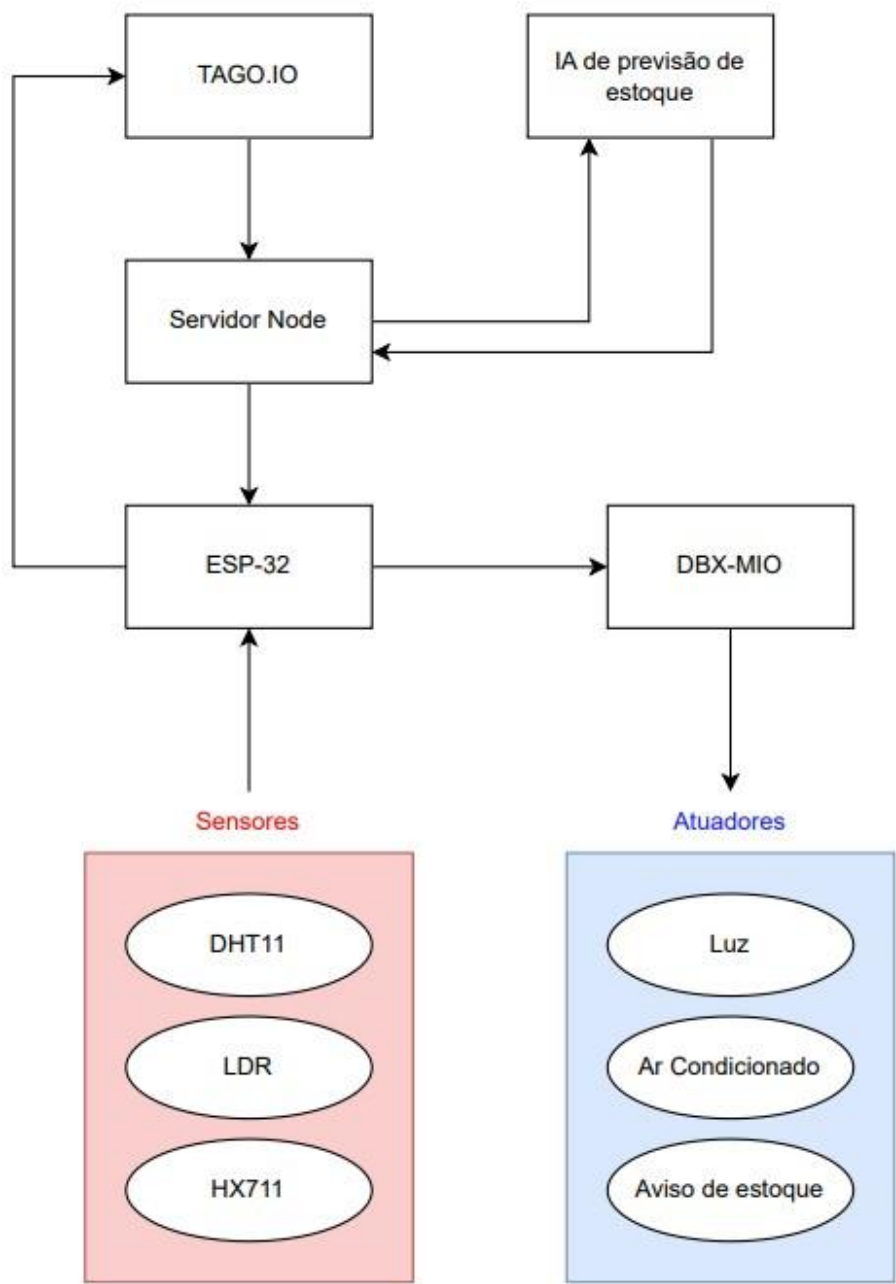 TAGO.IO
IA de previsão de
estoque
Servidor Node
ESP-32
DBX-MIO
Sensores
Atuadores
DHT11
Luz
LDR
Ar Condicionado
HX711
Aviso de estoque